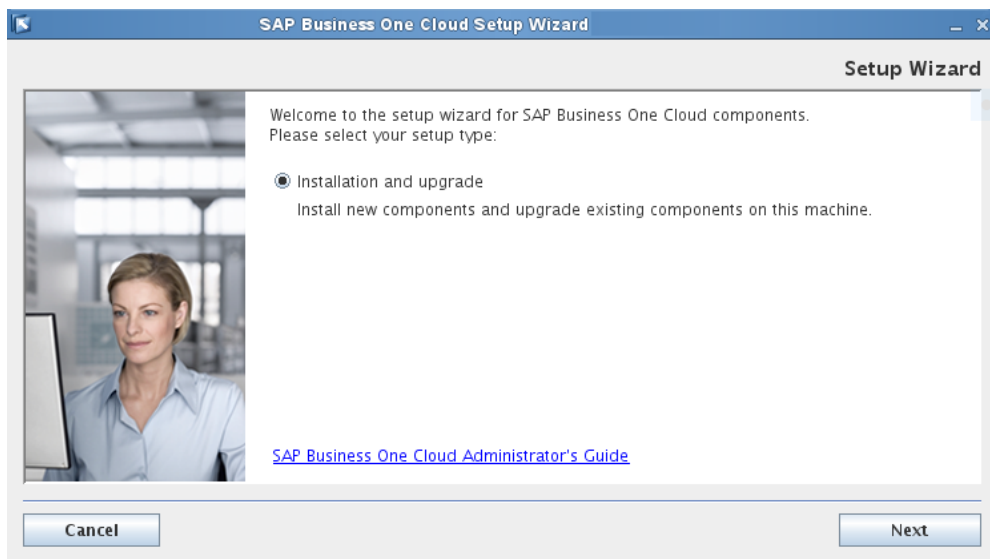 SAP Business One Cloud Setup Wizard
Setup Wizard
Welcome to the setup wizard for SAP Business One Cloud components.
Please select your setup type:
Installation and upgrade
Install new components and upgrade existing components on this machine.
SAP Business One Cloud Administrator's Guide
Cancel
Next